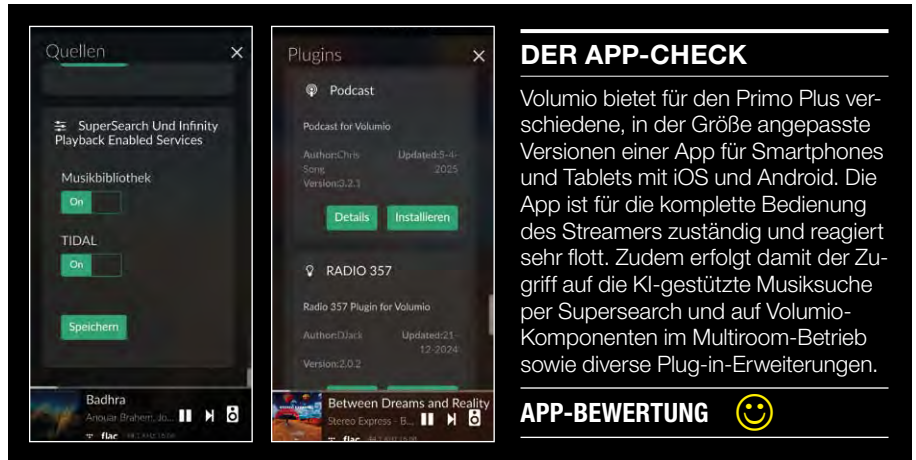 Quellen ×
SuperSearch Und Infinity
Playback Enabled Services
Musikbibliothek
On
TIDAL
On
Speichern
Badhra
Anouar Brahem, Jo...
flac
Plugins ×
Podcast
Podcast for Volumio
Author:Chris Song
Updated:5-4-
2025
Version:3.2.1
Details Installieren
RADIO 357
Radio 357 Plugin for Volumio
Author:DJack Updated:21-
12-2024
Version:2.0.2
Between Dreams and Reality
Stereo Express - B...
flac
DER APP-CHECK
Volumio bietet für den Primo Plus ver-
schiedene, in der Größe angepasste
Versionen einer App für Smartphones
und Tablets mit iOS und Android. Die
App ist für die komplette Bedienung
des Streamers zuständig und reagiert
sehr flott. Zudem erfolgt damit der Zu-
griff auf die KI-gestützte Musiksuche
per Supersearch und auf Volumio-
Komponenten im Multiroom-Betrieb
sowie diverse Plug-in-Erweiterungen.
APP-BEWERTUNG